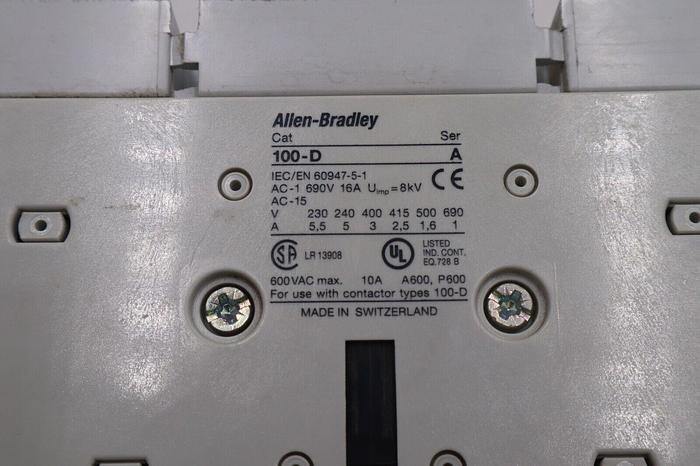 Allen-Bradley
Cat Ser
100-D A
IEC/EN 60947-5-1
AC-1 690V 16A Uimp=8kV CE
AC-15
V 230 240 400 415 500 690
A 5,5 5 3 2,5 1,6 1
SA LR 13908 UL LISTED
IND. CONT.
EQ.728 B
600VAC max. 10A A600, P600
For use with contactor types 100-D
MADE IN SWITZERLAND